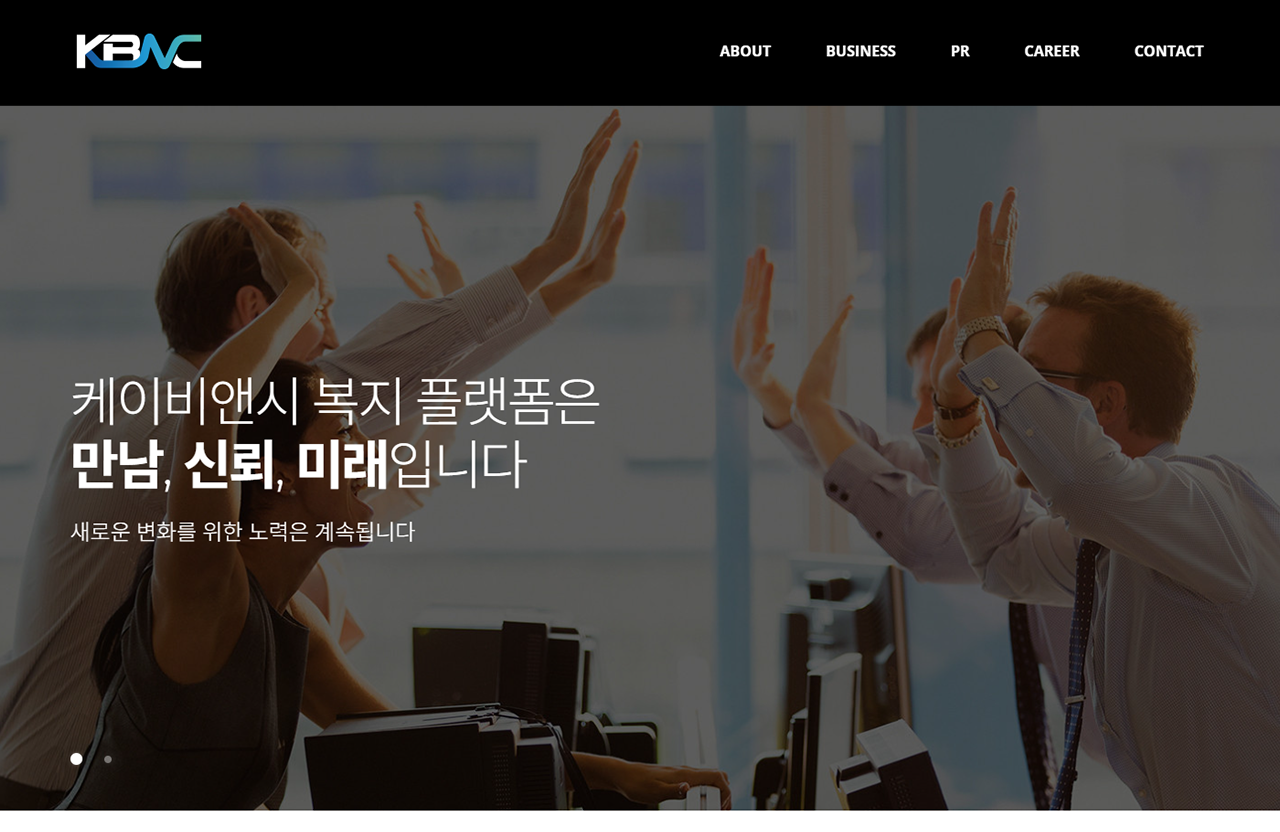 KBNC
ABOUT BUSINESS PR CAREER CONTACT
케이비앤시 복지 플랫폼은
만남, 신뢰, 미래입니다
새로운 변화를 위한 노력은 계속됩니다